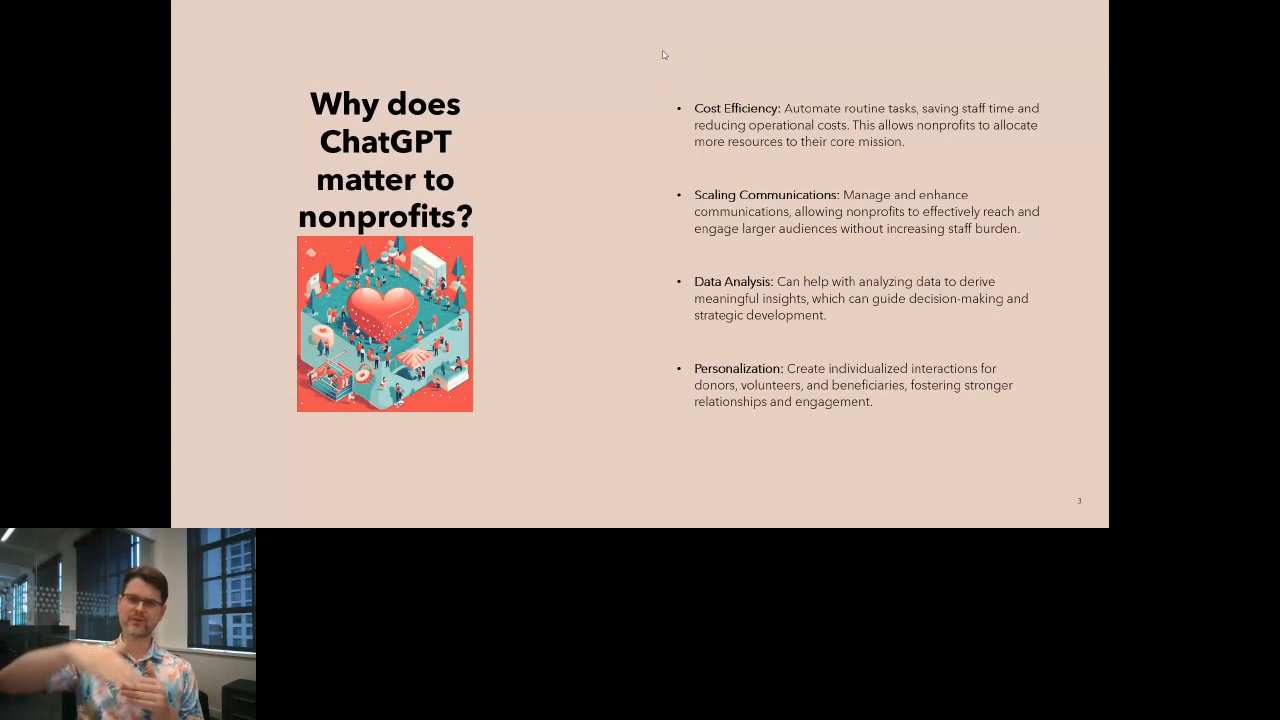 Why does
ChatGPT
matter to
nonprofits?
• Cost Efficiency: Automate routine tasks, saving staff time and
reducing operational costs. This allows nonprofits to allocate
more resources to their core mission.
• Scaling Communications: Manage and enhance
communications, allowing nonprofits to effectively reach and
engage larger audiences without increasing staff burden.
• Data Analysis: Can help with analyzing data to derive
meaningful insights, which can guide decision-making and
strategic development.
• Personalization: Create individualized interactions for
donors, volunteers, and beneficiaries, fostering stronger
relationships and engagement.
3